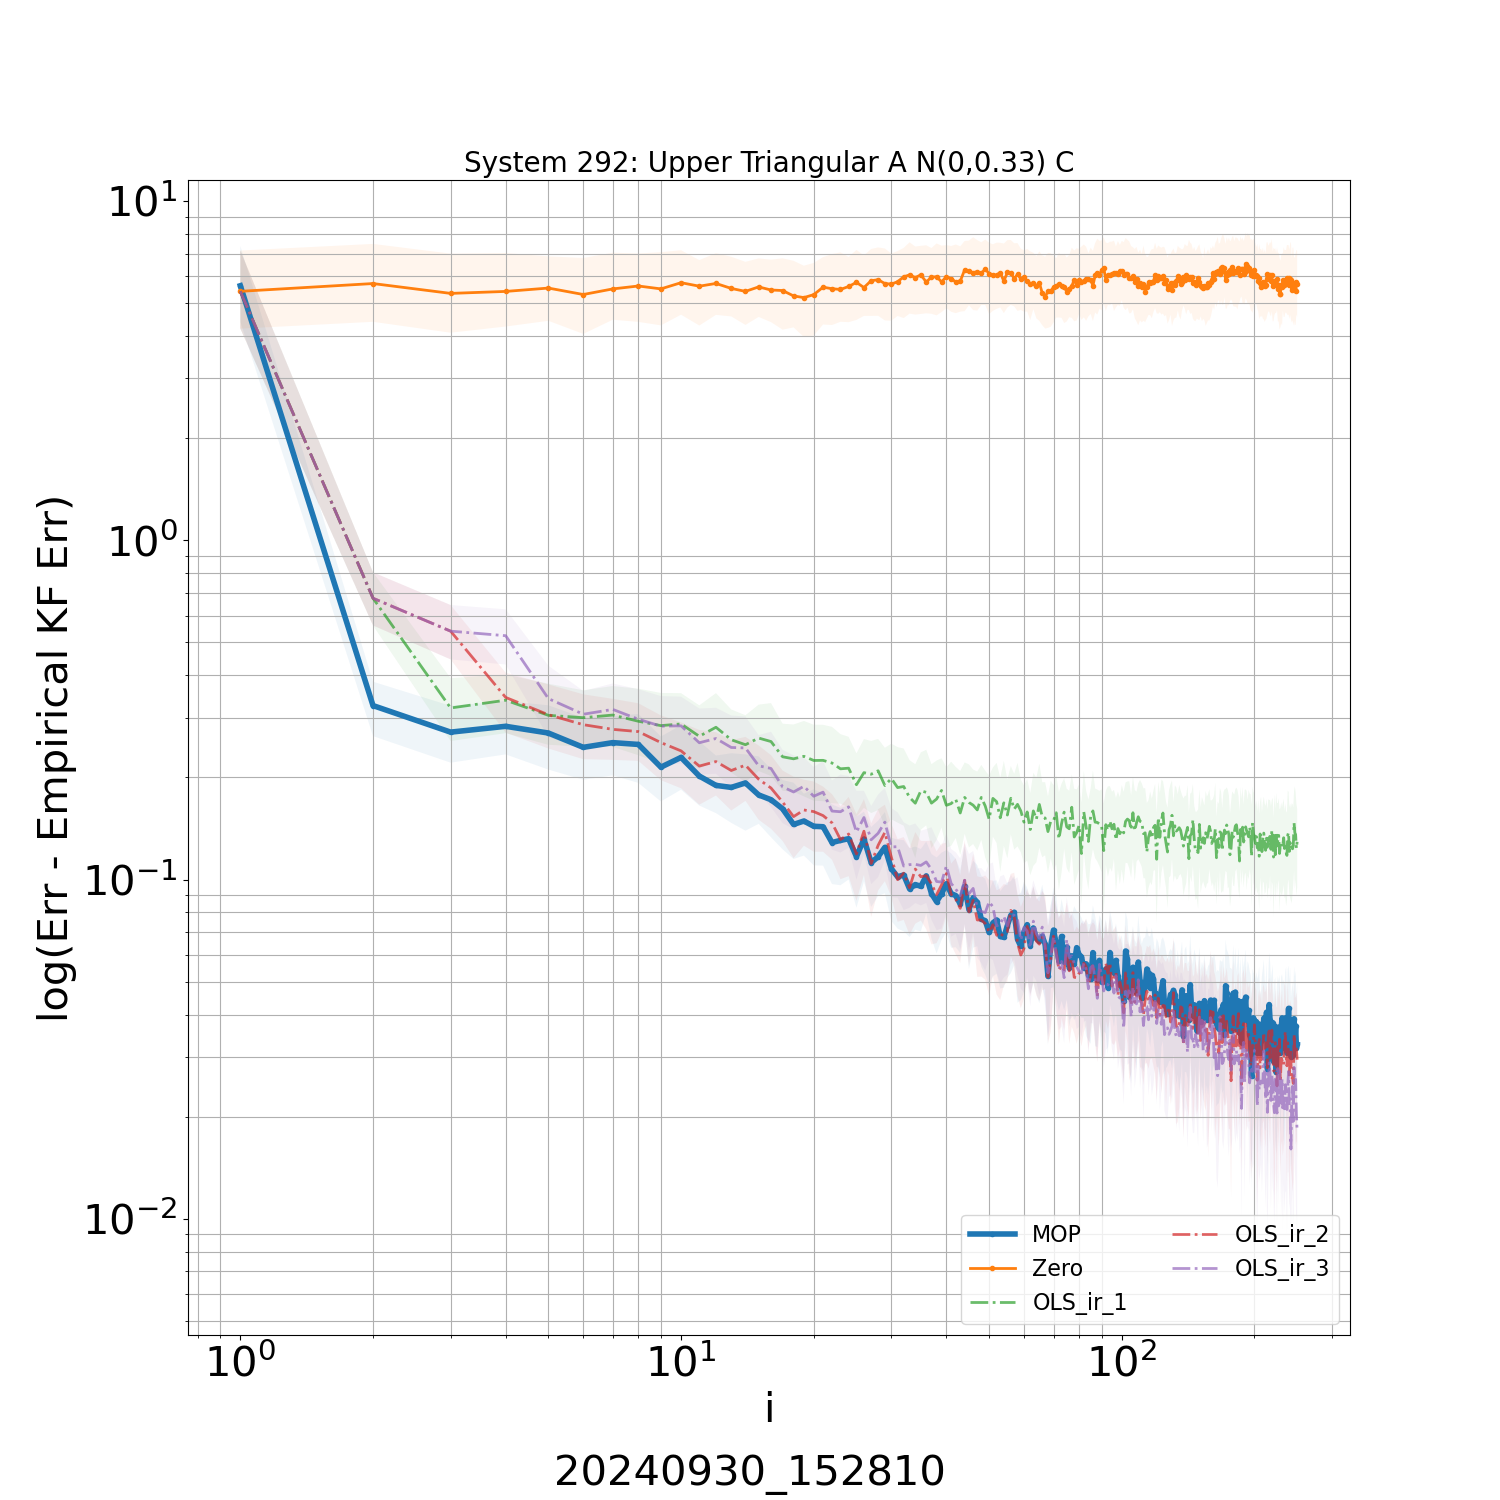 System 292: Upper Triangular A N(0,0.33) C
log(Err - Empirical KF Err)
10^1
10^0
10^-1
10^-2
10^0
10^1
10^2
i
20240930_152810
MOP
Zero
OLS_ir_1
OLS_ir_2
OLS_ir_3